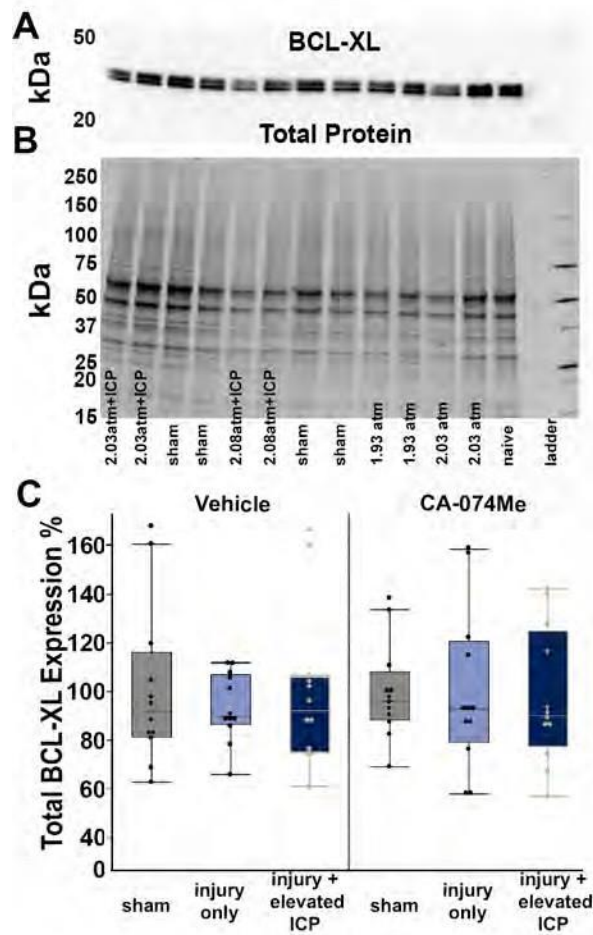 A
50
BCL-XL
kDa
20
B
Total Protein
250
150
100
75
50
37
25
20
15
kDa
2.03atm+ICP
2.03atm+ICP
sham
sham
2.08atm+ICP
2.08atm+ICP
sham
sham
1.93 atm
1.93 atm
2.03 atm
2.03 atm
naive
ladder
C
Vehicle
CA-074Me
Total BCL-XL Expression %
160
140
120
100
80
60
40
0
sham
injury
only
injury +
elevated
ICP
sham
injury
only
injury +
elevated
ICP